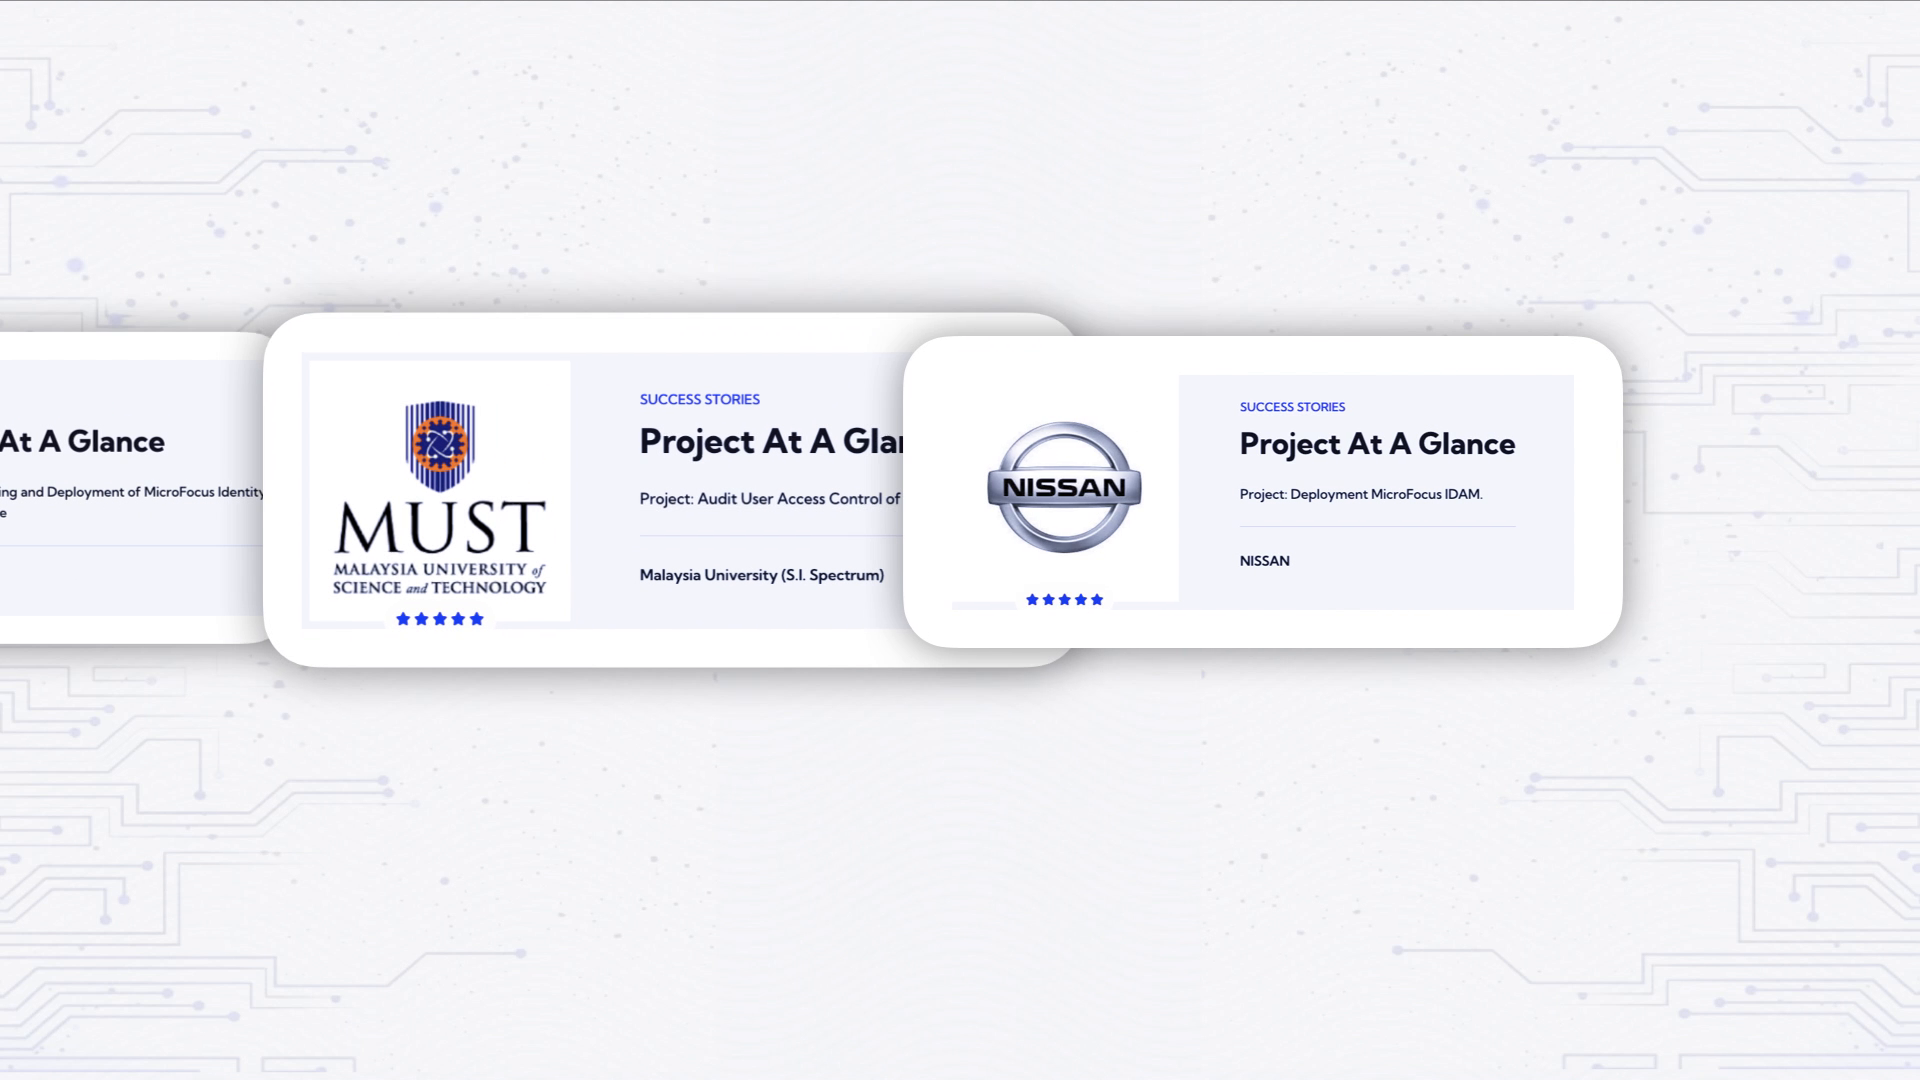 At A Glance
ing and Deployment of MicroFocus Identity
e
MUST
MALAYSIA UNIVERSITY of
SCIENCE and TECHNOLOGY
SUCCESS STORIES
Project At A Glan
Project: Audit User Access Control of
Malaysia University (S.I. Spectrum)
NISSAN
SUCCESS STORIES
Project At A Glance
Project: Deployment MicroFocus IDAM.
NISSAN